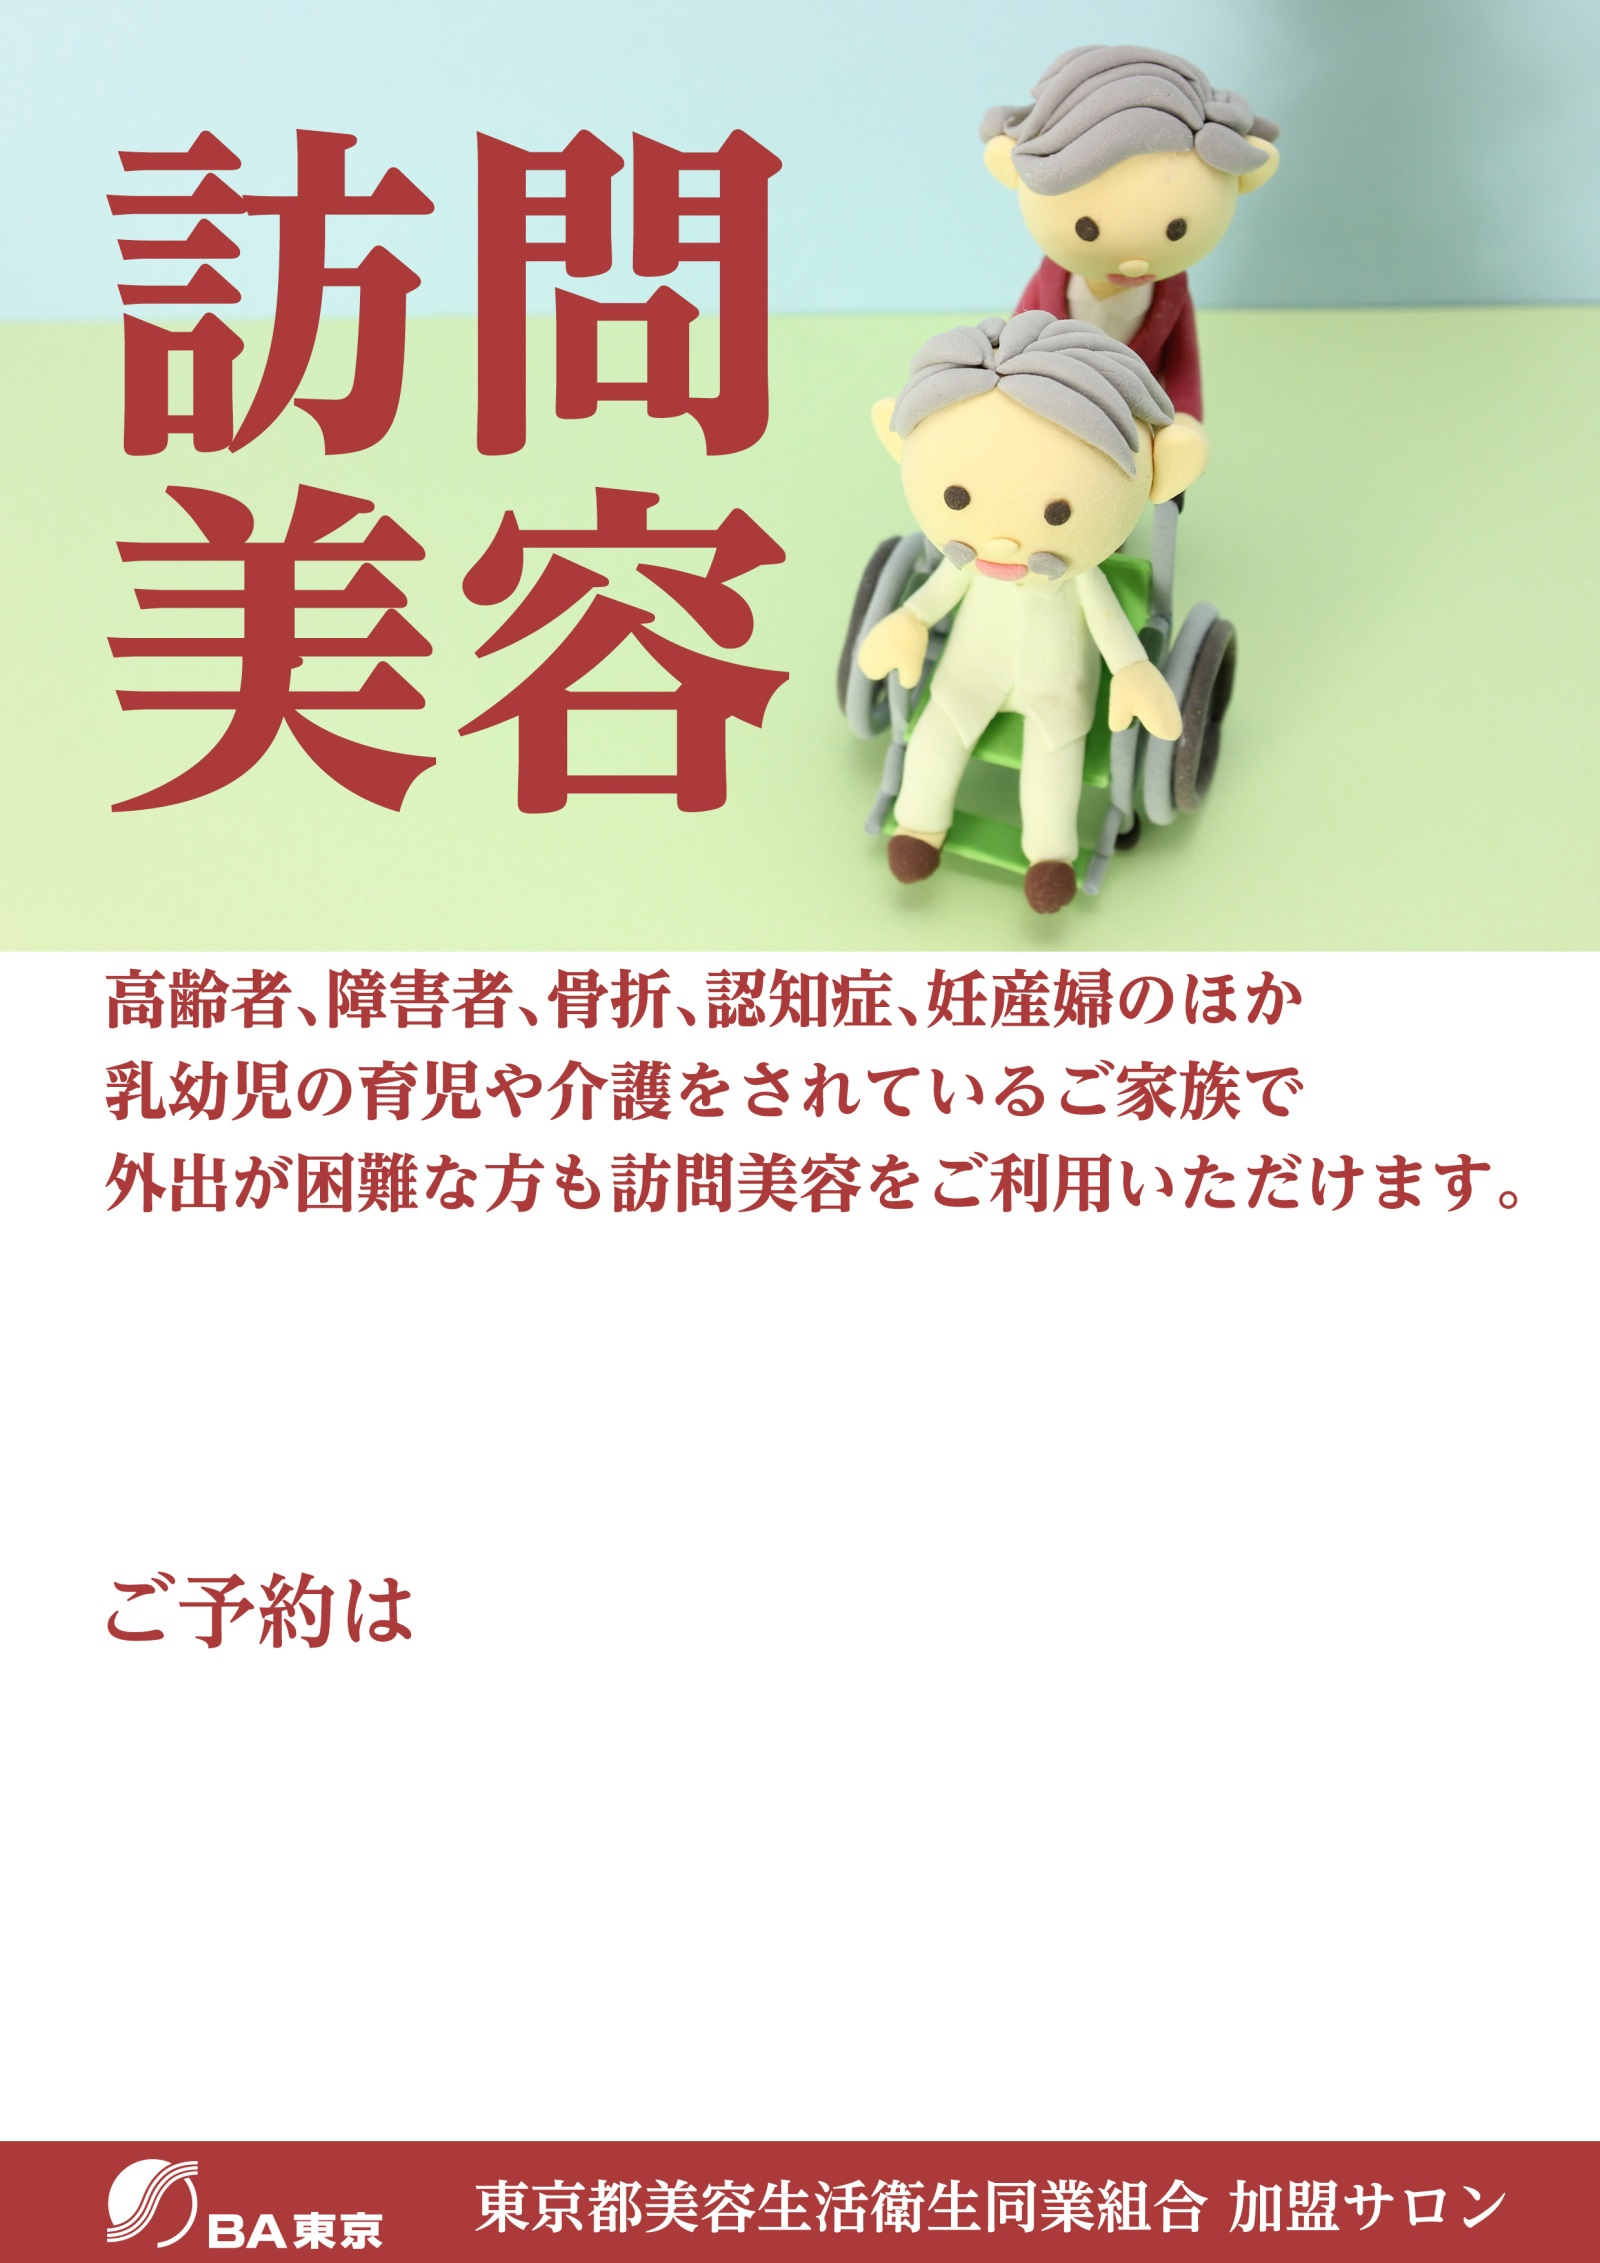 訪問
美容
高齢者、障害者、骨折、認知症、妊産婦のほか
乳幼児の育児や介護をされているご家族で
外出が困難な方も訪問美容をご利用いただけます。
ご予約は
BA東京
東京都美容生活衛生同業組合 加盟サロン